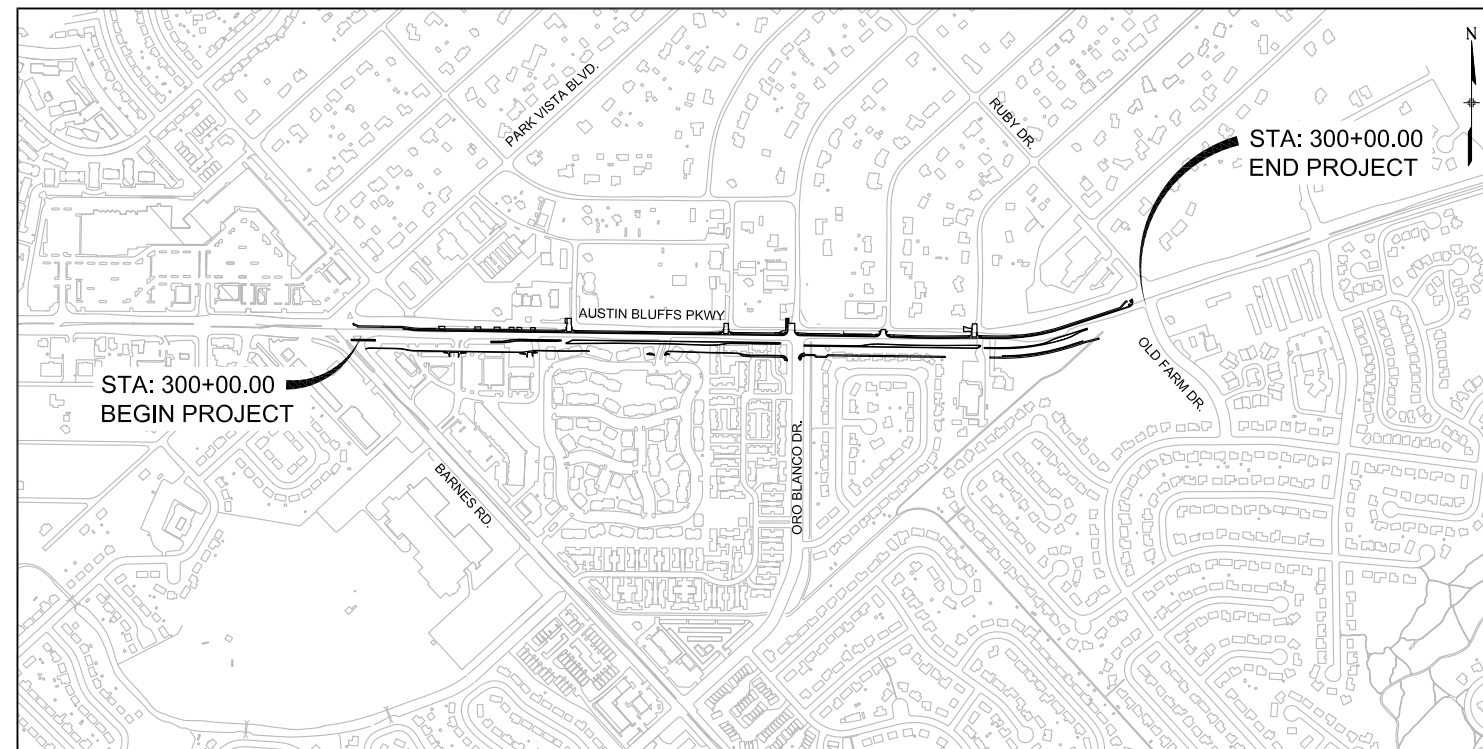 N
PARK VISTA BLVD.
RUBY DR.
STA: 300+00.00
END PROJECT
AUSTIN BLUFFS PKWY
STA: 300+00.00
BEGIN PROJECT
OLD FARM DR.
BARNES RD.
ORO BLANCO DR.